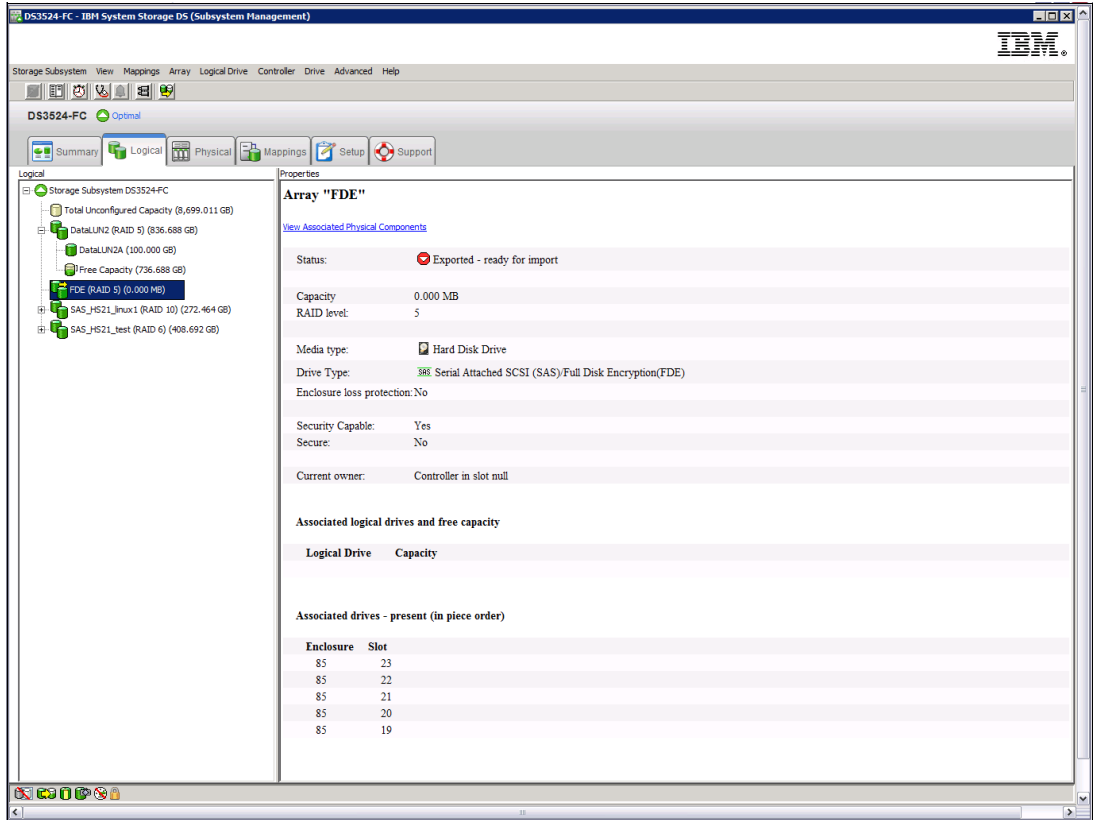 DS3524-FC - IBM System Storage DS (Subsystem Management)
IBM.
Storage Subsystem View Mappings Array Logical Drive Controller Drive Advanced Help
DS3524-FC Optimal
Summary Logical Physical Mappings Setup Support
Logical
Storage Subsystem DS3524-FC
Total Unconfigured Capacity (8,699.011 GB)
DataLUN2 (RAID 5) (836.688 GB)
DataLUN2A (100.000 GB)
Free Capacity (736.688 GB)
FDE (RAID 5) (0.000 MB)
SAS_HS21_linux1 (RAID 10) (272.464 GB)
SAS_HS21_test (RAID 6) (408.692 GB)
Properties
Array "FDE"
View Associated Physical Components
Status: Exported - ready for import
Capacity 0.000 MB
RAID level: 5
Media type: Hard Disk Drive
Drive Type: SAS Serial Attached SCSI (SAS)/Full Disk Encryption(FDE)
Enclosure loss protection: No
Security Capable: Yes
Secure: No
Current owner: Controller in slot null
Associated logical drives and free capacity
Logical Drive Capacity
Associated drives - present (in piece order)
Enclosure Slot
85 23
85 22
85 21
85 20
85 19